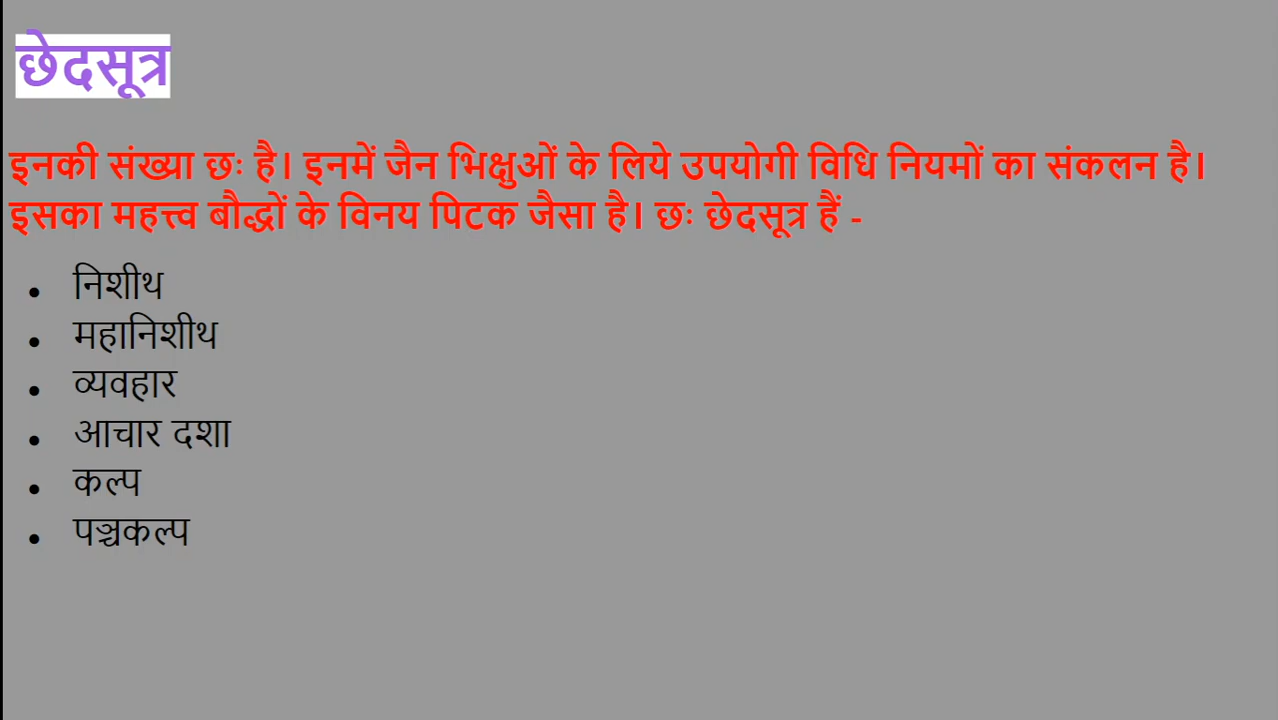 छेदसूत्र
इनकी संख्या छः है। इनमें जैन भिक्षुओं के लिये उपयोगी विधि नियमों का संकलन है।
इसका महत्त्व बौद्धों के विनय पिटक जैसा है। छः छेदसूत्र हैं -
• निशीथ
• महानिशीथ
• व्यवहार
• आचार दशा
• कल्प
• पञ्चकल्प